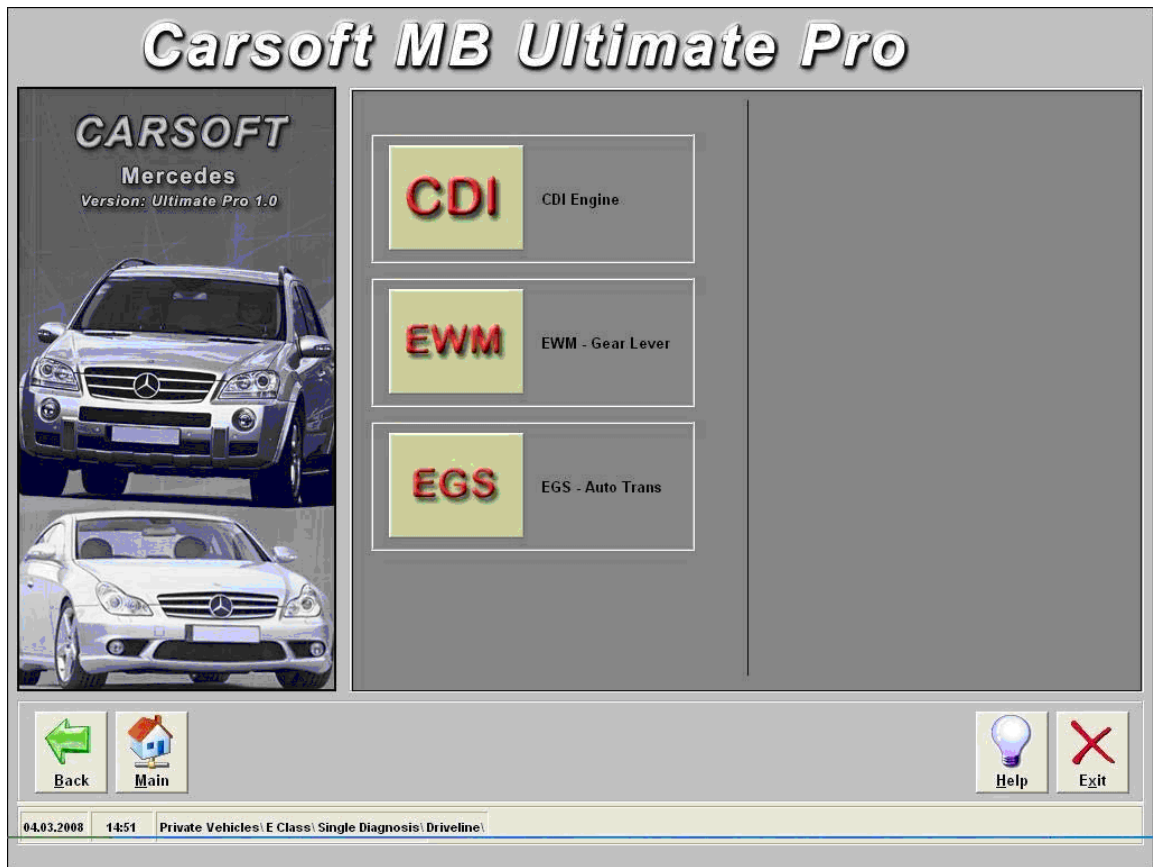 Carsoft MB Ultimate Pro
CARSOFT
Mercedes
Version: Ultimate Pro 1.0
CDI
CDI Engine
EWM
EWM - Gear Lever
EGS
EGS - Auto Trans
Back
Main
Help
Exit
04.03.2008 14:51 Private Vehicles\ E Class\ Single Diagnosis\ Driveline\